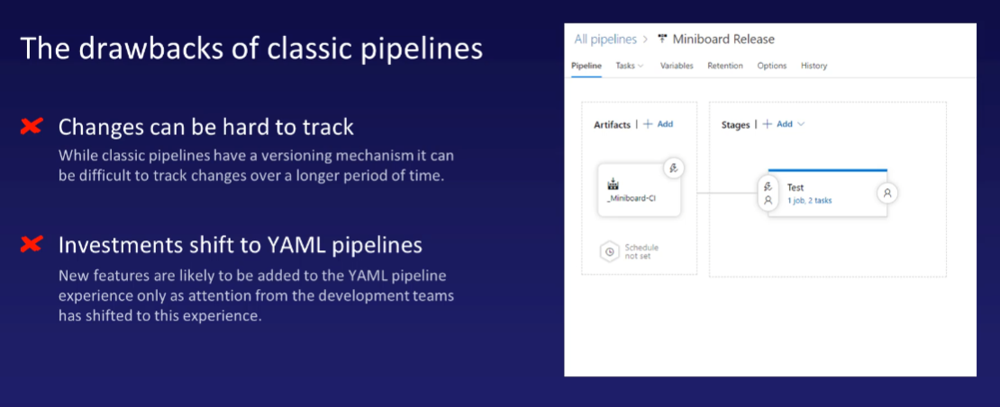 The drawbacks of classic pipelines
Changes can be hard to track
While classic pipelines have a versioning mechanism it can
be difficult to track changes over a longer period of time.
Investments shift to YAML pipelines
New features are likely to be added to the YAML pipeline
experience only as attention from the development teams
has shifted to this experience.
All pipelines > Miniboard Release
Pipeline Tasks Variables Retention Options History
Artifacts | + Add
Stages | + Add
_Miniboard-CI
Test
1 job, 2 tasks
Schedule
not set